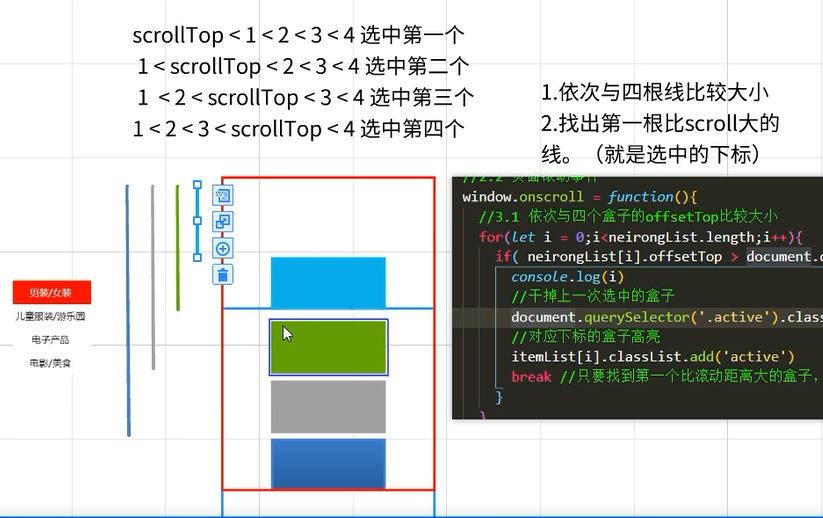 scrollTop < 1 < 2 < 3 < 4 选中第一个
1 < scrollTop < 2 < 3 < 4 选中第二个
1 < 2 < scrollTop < 3 < 4 选中第三个
1 < 2 < 3 < scrollTop < 4 选中第四个
1.依次与四根线比较大小
2.找出第一根比scroll大的
线。（就是选中的下标）
男装/女装
儿童服装/游乐园
电子产品
电影/美食
//2.2 页面滚动事件
window.onscroll = function(){
//3.1 依次与四个盒子的offsetTop比较大小
for(let i = 0;i<neirongList.length;i++){
if( neirongList[i].offsetTop > document.
console.log(i)
//干掉上一次选中的盒子
document.querySelector('.active').class
//对应下标的盒子高亮
itemList[i].classList.add('active')
break //只要找到第一个比滚动距离大的盒子，
}
}